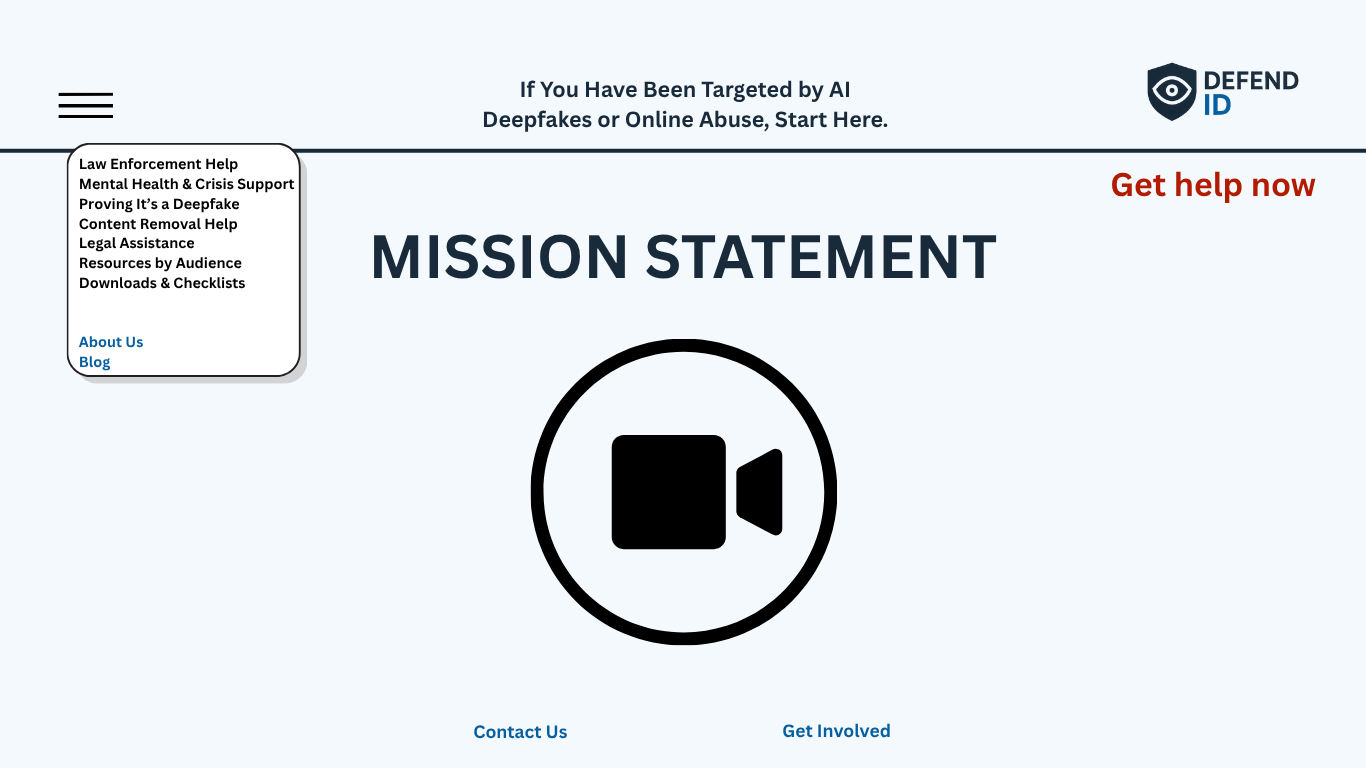 If You Have Been Targeted by AI
Deepfakes or Online Abuse, Start Here.
DEFEND
ID
Get help now
Law Enforcement Help
Mental Health & Crisis Support
Proving It’s a Deepfake
Content Removal Help
Legal Assistance
Resources by Audience
Downloads & Checklists
About Us
Blog
MISSION STATEMENT
Contact Us
Get Involved